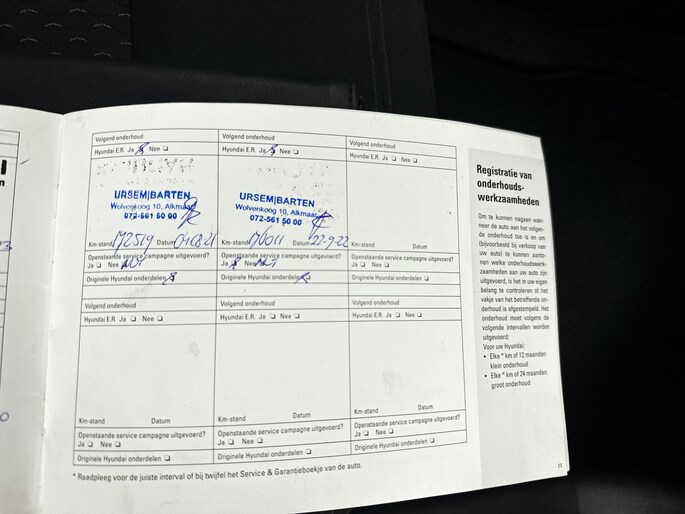 Volgend onderhoud
Hyundai E.R. Ja ☒ Nee ❑
URSEM|BARTEN
Wolvenkoog 10, Alkmaar
072-561 50 00
Km-stand 172519 Datum 040821
Openstaande service campagne uitgevoerd?
Ja ❑ Nee
Originele Hyundai onderdelen ☒
Volgend onderhoud
Hyundai E.R. Ja ☒ Nee ❑
URSEM|BARTEN
Wolvenkoog 10, Alkmaar
072-561 50 00
Km-stand Datum 22-9-22
Openstaande service campagne uitgevoerd?
Ja ☒ Nee
Originele Hyundai onderdelen ☒
Volgend onderhoud
Hyundai E.R. Ja ❑ Nee ❑
Km-stand Datum
Openstaande service campagne uitgevoerd?
Ja ❑ Nee ❑
Originele Hyundai onderdelen ❑
Volgend onderhoud
Hyundai E.R. Ja ❑ Nee ❑
Km-stand Datum
Openstaande service campagne uitgevoerd?
Ja ❑ Nee ❑
Originele Hyundai onderdelen ❑
Volgend onderhoud
Hyundai E.R. Ja ❑ Nee ❑
Km-stand Datum
Openstaande service campagne uitgevoerd?
Ja ❑ Nee ❑
Originele Hyundai onderdelen ❑
Volgend onderhoud
Hyundai E.R. Ja ❑ Nee ❑
Km-stand Datum
Openstaande service campagne uitgevoerd?
Ja ❑ Nee ❑
Originele Hyundai onderdelen ❑
* Raadpleeg voor de juiste interval of bij twijfel het Service & Garantieboekje van de auto.
Registratie van
onderhouds-
werkzaamheden
Om te kunnen nagaan wan-
neer de auto aan het volgen-
de onderhoud toe is en om
(bijvoorbeeld bij verkoop van
uw auto) te kunnen aanto-
nen welke onderhoudswerk-
zaamheden aan uw auto zijn
uitgevoerd, is het in uw eigen
belang te controleren of het
vakje van het betreffende on-
derhoud is afgestempeld. Het
onderhoud moet volgens de
volgende intervallen worden
uitgevoerd:
Voor uw Hyundai:
• Elke * km of 12 maanden
klein onderhoud
• Elke * km of 24 maanden
groot onderhoud
11